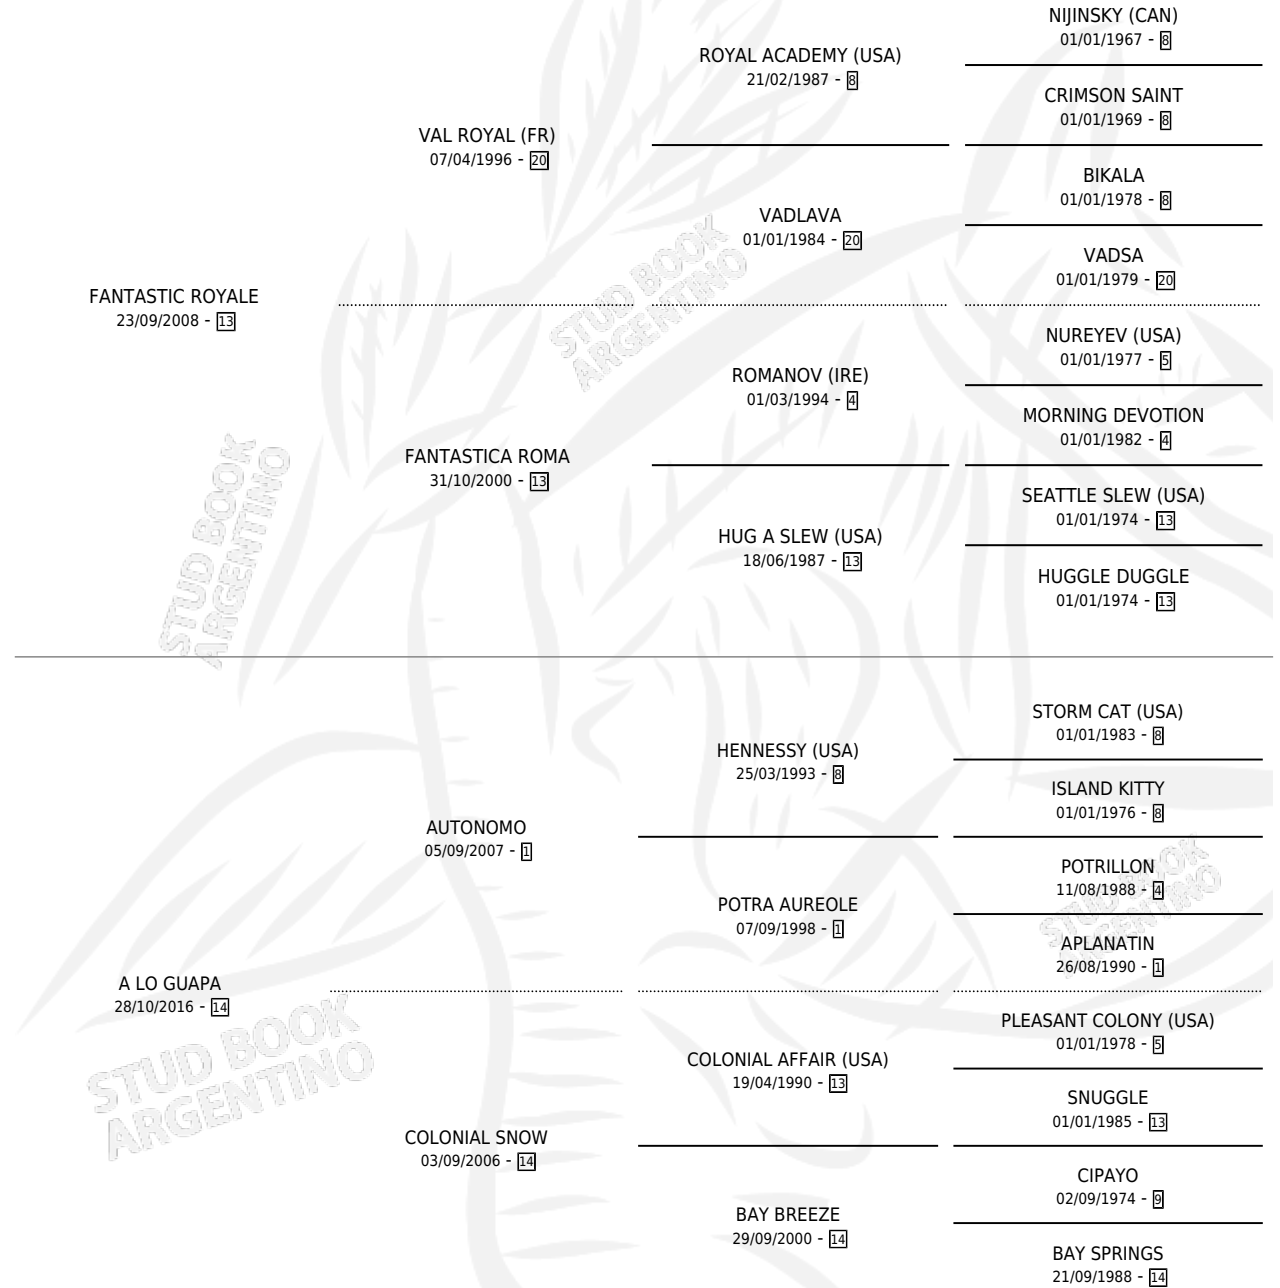 NIJINSKY (CAN)
01/01/1967 - 8
ROYAL ACADEMY (USA)
21/02/1987 - 8
CRIMSON SAINT
01/01/1969 - 8
VAL ROYAL (FR)
07/04/1996 - 20
BIKALA
01/01/1978 - 8
VADLAVA
01/01/1984 - 20
VADSA
01/01/1979 - 20
FANTASTIC ROYALE
23/09/2008 - 13
STUD BOOK
ARGENTINO
NUREYEV (USA)
01/01/1977 - 5
ROMANOV (IRE)
01/03/1994 - 4
MORNING DEVOTION
01/01/1982 - 4
FANTASTICA ROMA
31/10/2000 - 13
SEATTLE SLEW (USA)
01/01/1974 - 13
HUG A SLEW (USA)
18/06/1987 - 13
HUGGLE DUGGLE
01/01/1974 - 13
STUD BOOK
ARGENTINO
STORM CAT (USA)
01/01/1983 - 8
HENNESSY (USA)
25/03/1993 - 8
ISLAND KITTY
01/01/1976 - 8
AUTONOMO
05/09/2007 - 1
POTRILLON
11/08/1988 - 4
POTRA AUREOLE
07/09/1998 - 1
APLANATIN
26/08/1990 - 1
STUD BOOK
ARGENTINO
A LO GUAPA
28/10/2016 - 14
PLEASANT COLONY (USA)
01/01/1978 - 5
COLONIAL AFFAIR (USA)
19/04/1990 - 13
SNUGGLE
01/01/1985 - 13
STUD BOOK
ARGENTINO
COLONIAL SNOW
03/09/2006 - 14
CIPAYO
02/09/1974 - 9
BAY BREEZE
29/09/2000 - 14
BAY SPRINGS
21/09/1988 - 14